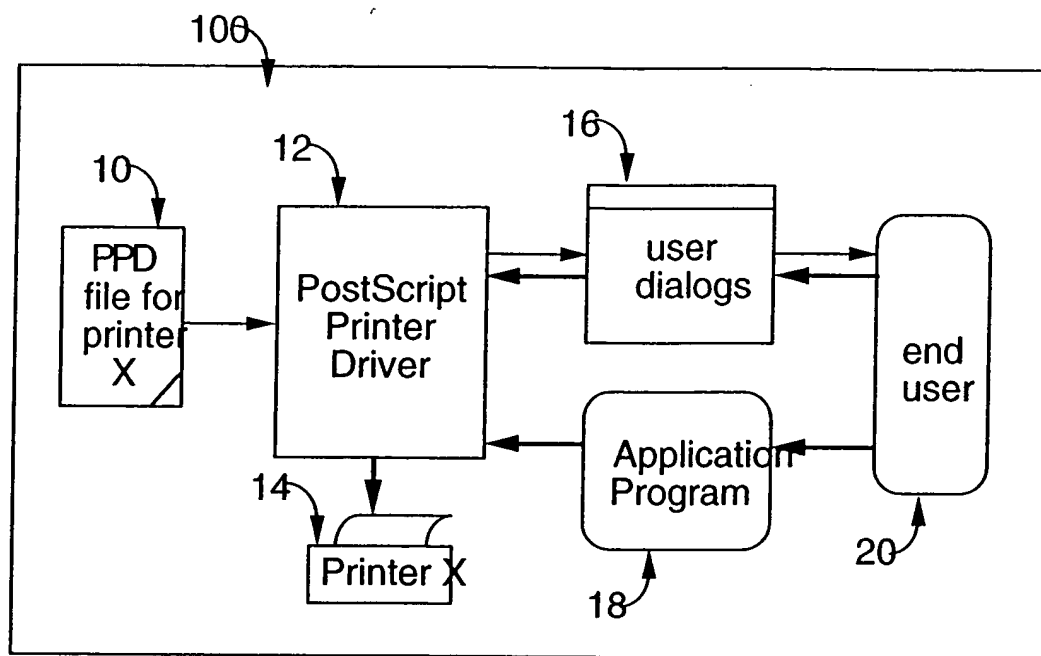 100
10
12
16
PPD
file for
printer
X
PostScript
Printer
Driver
user
dialogs
end
user
Application
Program
14
Printer X
18
20